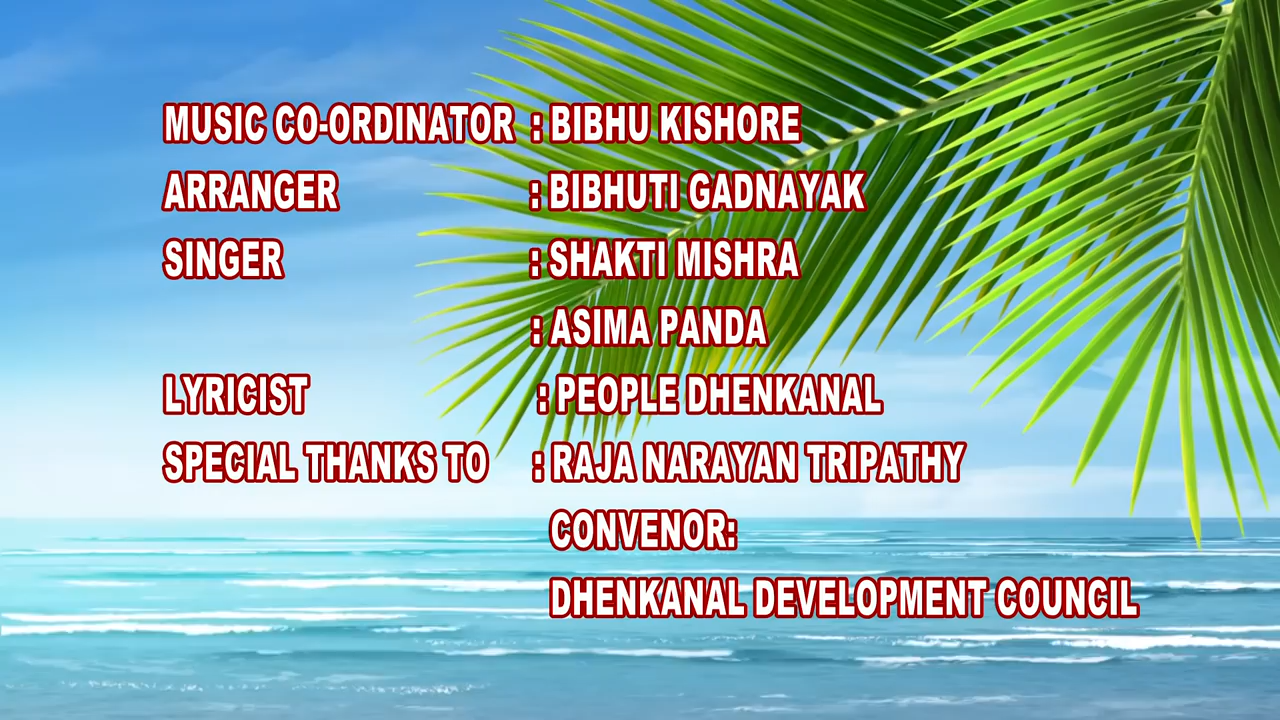 MUSIC CO-ORDINATOR : BIBHU KISHORE
ARRANGER : BIBHUTI GADNAYAK
SINGER : SHAKTI MISHRA
: ASIMA PANDA
LYRICIST : PEOPLE DHENKANAL
SPECIAL THANKS TO : RAJA NARAYAN TRIPATHY
CONVENOR:
DHENKANAL DEVELOPMENT COUNCIL